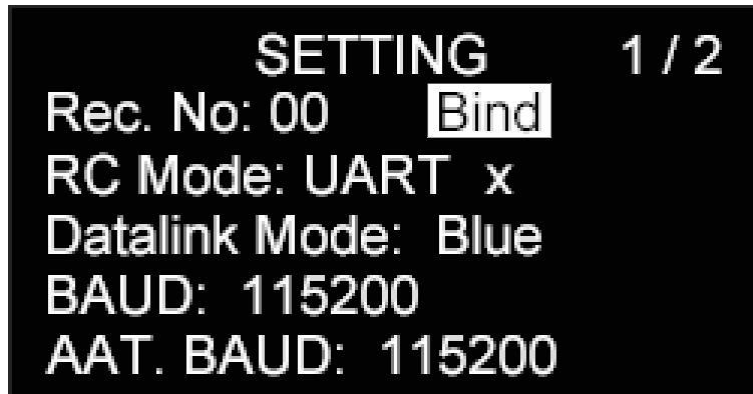 SETTING 1 / 2
Rec. No: 00 Bind
RC Mode: UART x
Datalink Mode: Blue
BAUD: 115200
AAT. BAUD: 115200